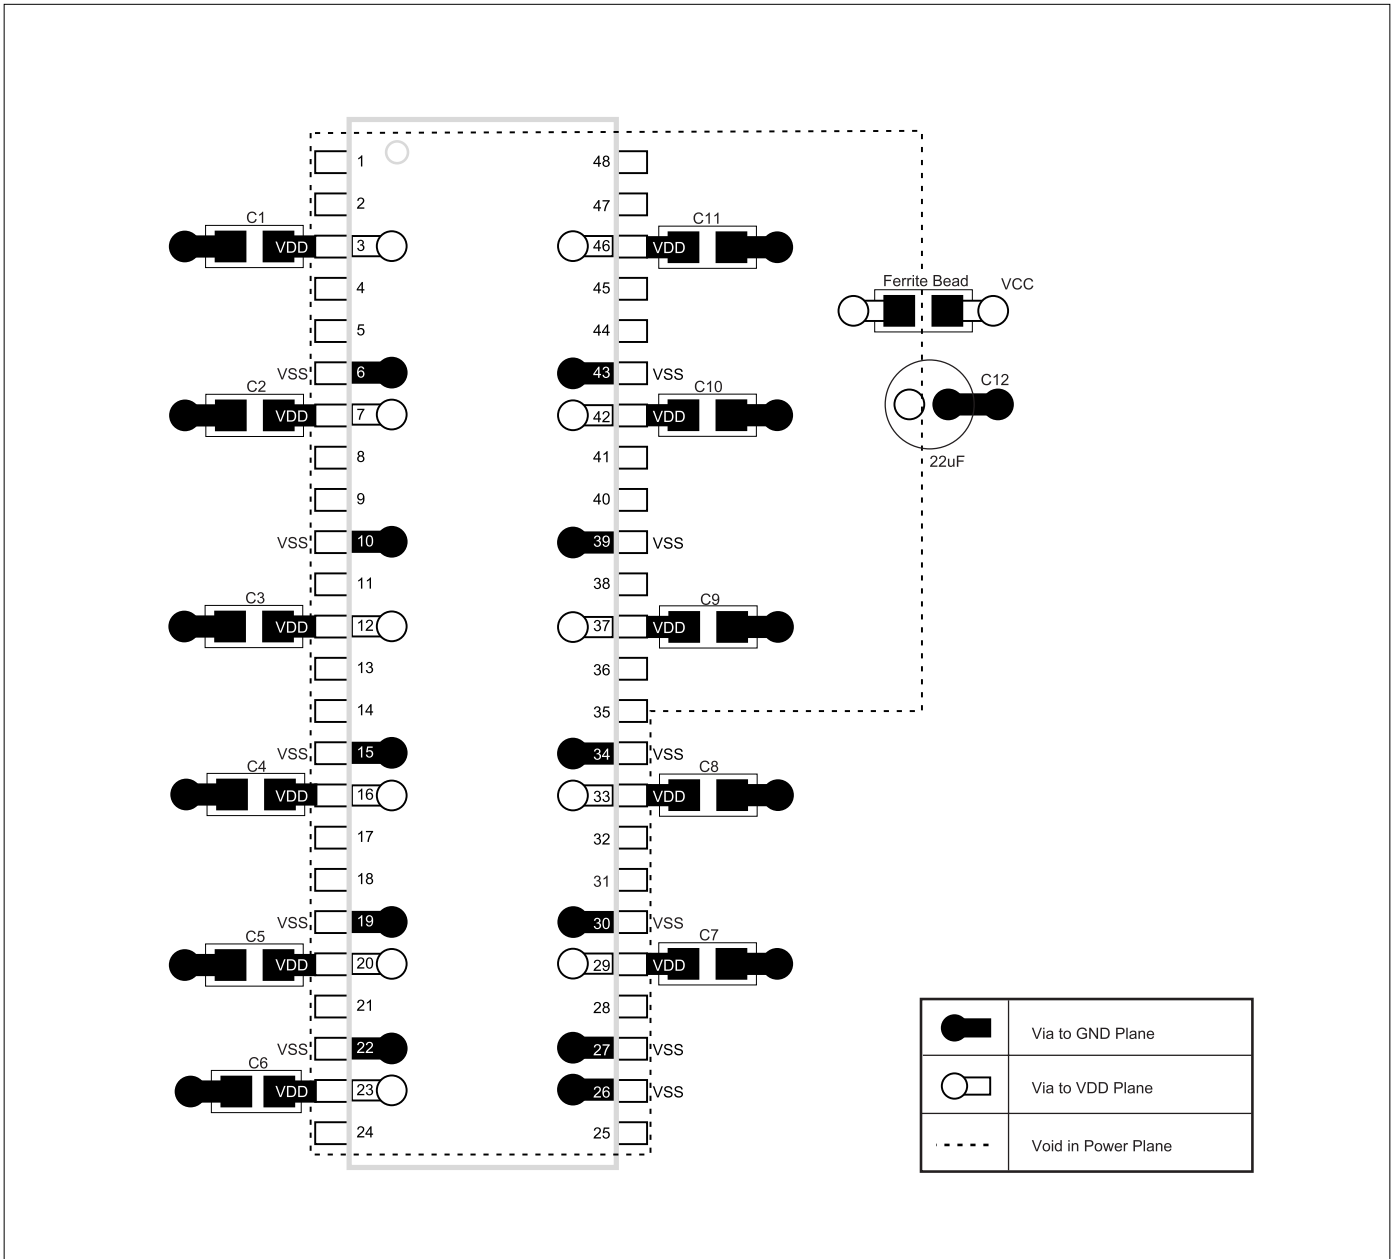 1 48
2 47
C1 C11
VDD 3 46 VDD
Ferrite Bead VCC
4 45
5 44
VSS 6 43 VSS
C12
C2 C10
VDD 7 42 VDD
22uF
8 41
9 40
VSS 10 39 VSS
11 38
C3 C9
VDD 12 37 VDD
13 36
14 35
VSS 15 34 VSS
C4 C8
VDD 16 33 VDD
17 32
18 31
VSS 19 30 VSS
C5 C7
VDD 20 29 VDD
21 28
VSS 22 27 VSS
C6
VDD 23 26 VSS
24 25
Via to GND Plane
Via to VDD Plane
Void in Power Plane